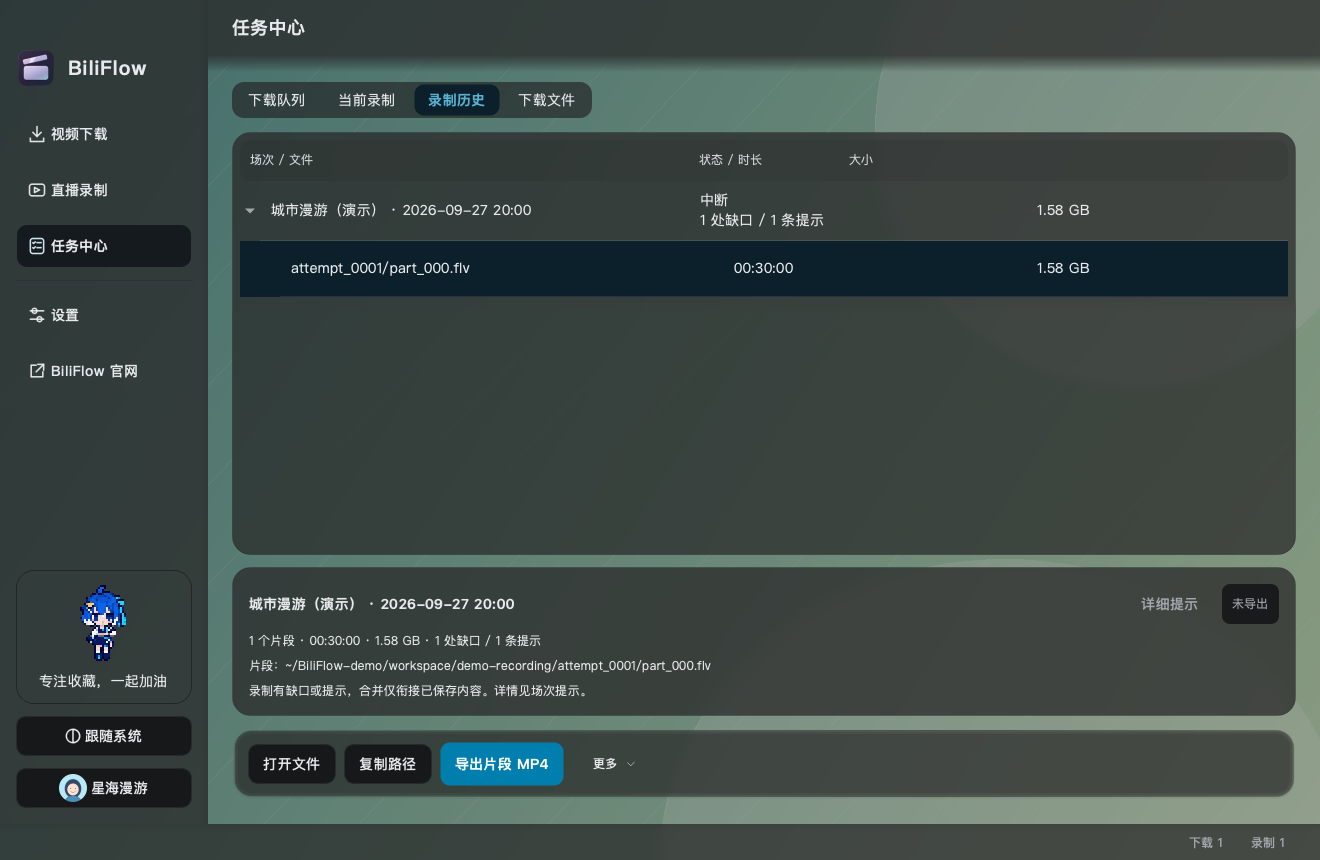 任务中心
BiliFlow
视频下载
直播录制
任务中心
设置
BiliFlow 官网
专注收藏，一起加油
跟随系统
星海漫游
下载队列 当前录制 录制历史 下载文件
场次 / 文件 状态 / 时长 大小
城市漫游（演示） · 2026-09-27 20:00 中断 1.58 GB
1 处缺口 / 1 条提示
attempt_0001/part_000.flv 00:30:00 1.58 GB
城市漫游（演示） · 2026-09-27 20:00 详细提示 未导出
1 个片段 · 00:30:00 · 1.58 GB · 1 处缺口 / 1 条提示
片段：~/BiliFlow-demo/workspace/demo-recording/attempt_0001/part_000.flv
录制有缺口或提示，合并仅衔接已保存内容。详情见场次提示。
打开文件 复制路径 导出片段 MP4 更多
下载 1 录制 1